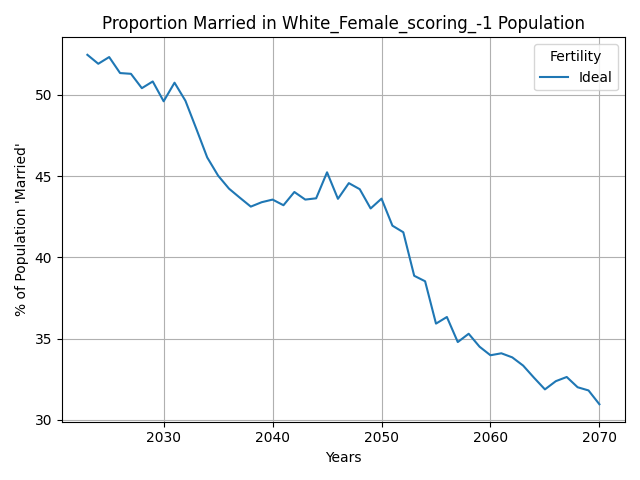 Proportion Married in White_Female_scoring_-1 Population
Fertility
Ideal
% of Population 'Married'
50
45
40
35
30
2030 2040 2050 2060 2070
Years